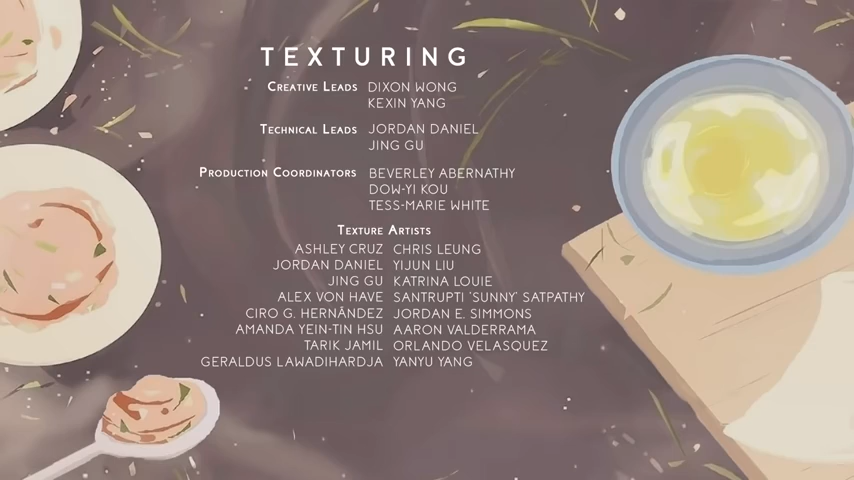 TEXTURING
CREATIVE LEADS DIXON WONG
KEXIN YANG
TECHNICAL LEADS JORDAN DANIEL
JING GU
PRODUCTION COORDINATORS BEVERLEY ABERNATHY
DOW-YI KOU
TESS-MARIE WHITE
TEXTURE ARTISTS
ASHLEY CRUZ CHRIS LEUNG
JORDAN DANIEL YIJUN LIU
JING GU KATRINA LOUIE
ALEX VON HAVE SANTRUPTI 'SUNNY' SATPATHY
CIRO G. HERNÁNDEZ JORDAN E. SIMMONS
AMANDA YEIN-TIN HSU AARON VALDERRAMA
TARIK JAMIL ORLANDO VELASQUEZ
GERALDUS LAWADIHARDJA YANYU YANG